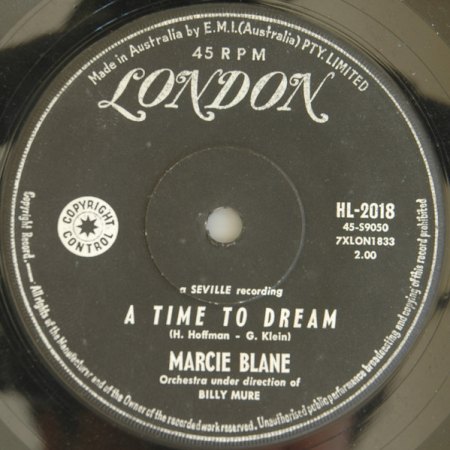 Made in Australia by E.M.I.(Australia) PTY. LIMITED
45 RPM
LONDON
COPYRIGHT
CONTROL
HL-2018
45-S9050
7XLON1833
2.00
a SEVILLE recording
A TIME TO DREAM
(H. Hoffman - G. Klein)
MARCIE BLANE
Orchestra under direction of
BILLY MURE
Copyright Record.— All rights of the Manufacturer and of the Owner of the recorded work reserved. Unauthorised public performance broadcasting and copying of this record prohibited